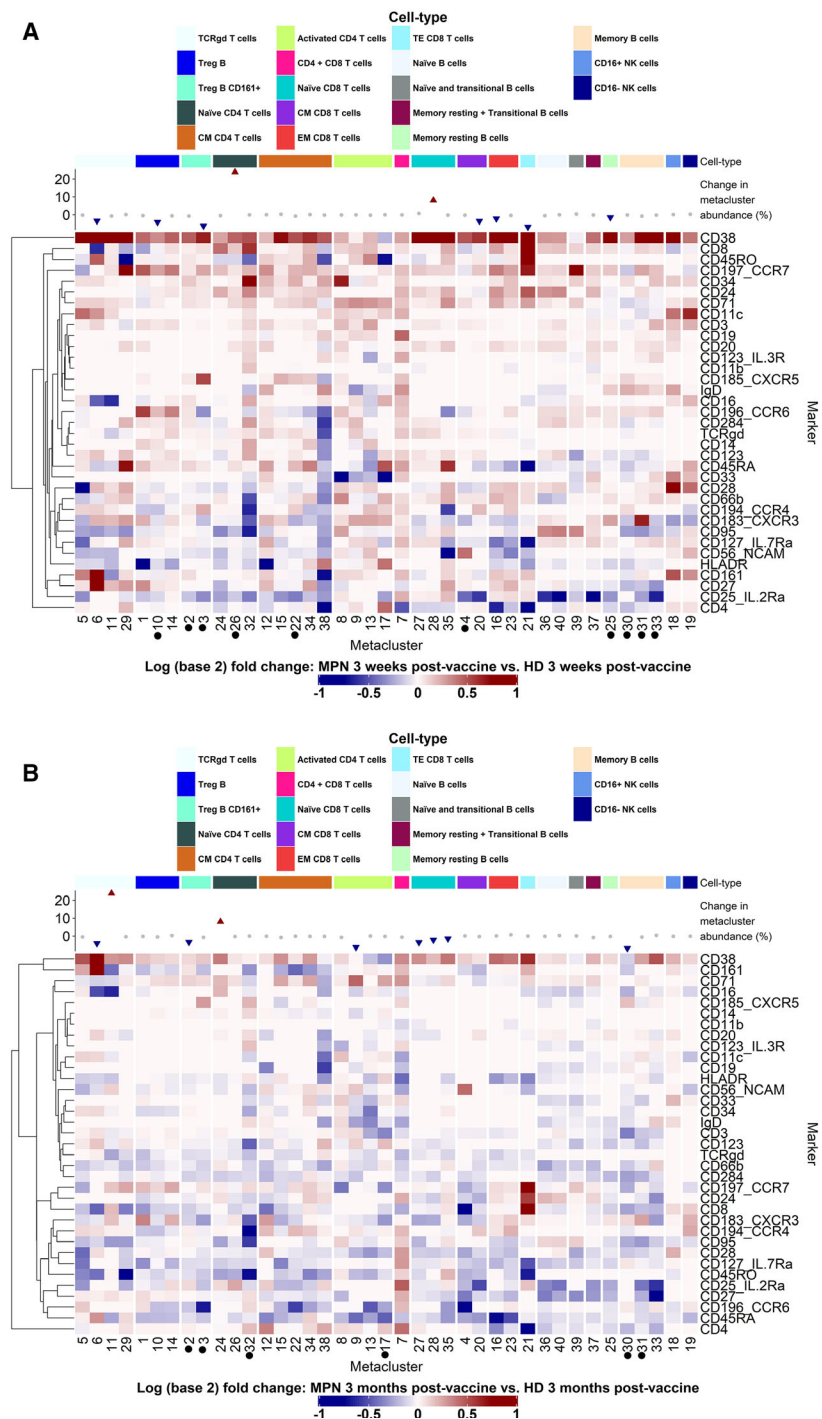 A
Cell-type
TCRgd T cells
Activated CD4 T cells
TE CD8 T cells
Memory B cells
Treg B
CD4 + CD8 T cells
Naïve B cells
CD16+ NK cells
Treg B CD161+
Naïve CD8 T cells
Naïve and transitional B cells
CD16- NK cells
Naïve CD4 T cells
CM CD8 T cells
Memory resting + Transitional B cells
CM CD4 T cells
EM CD8 T cells
Memory resting B cells
Cell-type
20
10
0
Change in
metacluster
abundance (%)
CD38
CD8
CD45RO
CD197_CCR7
CD34
CD24
CD71
CD11c
CD3
CD19
CD20
CD123_IL.3R
CD11b
CD185_CXCR5
IgD
CD16
CD196_CCR6
CD284
TCRgd
CD14
CD123
CD45RA
CD33
CD28
CD66b
CD194_CCR4
CD183_CXCR3
CD95
CD127_IL.7Ra
CD56_NCAM
HLADR
CD161
CD27
CD25_IL.2Ra
CD4
Marker
5 6 11 29 1 10 14 2 3 24 26 32 12 15 22 34 38 8 9 13 17 7 27 28 35 4 20 16 23 21 36 40 39 37 25 30 31 33 18 19
Metacluster
Log (base 2) fold change: MPN 3 weeks post-vaccine vs. HD 3 weeks post-vaccine
-1 -0.5 0 0.5 1
B
Cell-type
TCRgd T cells
Activated CD4 T cells
TE CD8 T cells
Memory B cells
Treg B
CD4 + CD8 T cells
Naïve B cells
CD16+ NK cells
Treg B CD161+
Naïve CD8 T cells
Naïve and transitional B cells
CD16- NK cells
Naïve CD4 T cells
CM CD8 T cells
Memory resting + Transitional B cells
CM CD4 T cells
EM CD8 T cells
Memory resting B cells
Cell-type
20
10
0
Change in
metacluster
abundance (%)
CD38
CD161
CD71
CD16
CD185_CXCR5
CD14
CD11b
CD20
CD123_IL.3R
CD11c
CD19
HLADR
CD56_NCAM
CD33
CD34
IgD
CD3
CD123
TCRgd
CD66b
CD284
CD197_CCR7
CD24
CD8
CD183_CXCR3
CD194_CCR4
CD95
CD28
CD127_IL.7Ra
CD45RO
CD25_IL.2Ra
CD27
CD196_CCR6
CD45RA
CD4
Marker
5 6 11 29 1 10 14 2 3 24 26 32 12 15 22 34 38 8 9 13 17 7 27 28 35 4 20 16 23 21 36 40 39 37 25 30 31 33 18 19
Metacluster
Log (base 2) fold change: MPN 3 months post-vaccine vs. HD 3 months post-vaccine
-1 -0.5 0 0.5 1